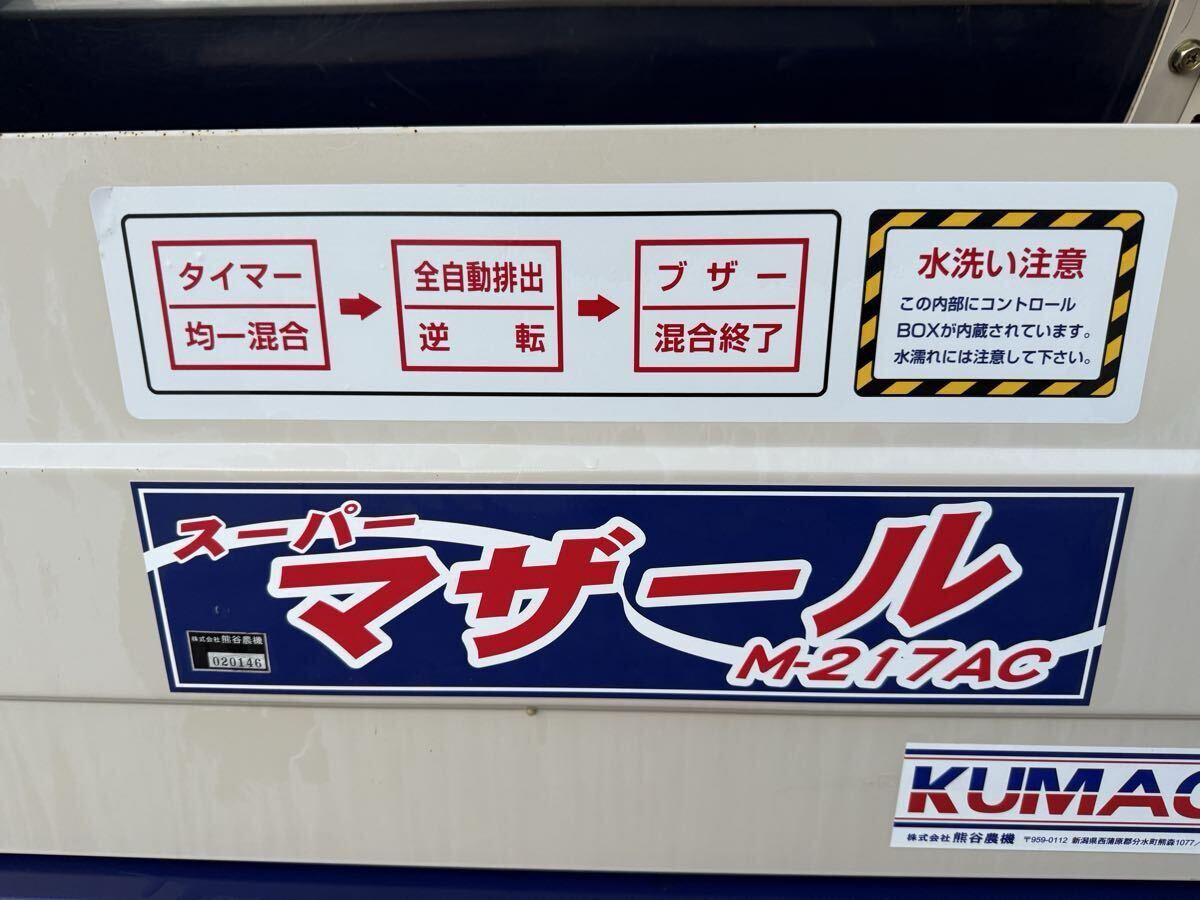 タイマー
均一混合
全自動排出
逆転
ブザー
混合終了
水洗い注意
この内部にコントロール
BOXが内蔵されています。
水濡れには注意して下さい。
スーパー
マザール
M-217AC
株式会社 熊谷農機
020146
KUMAG
株式会社 熊谷農機 〒959-0112 新潟県西蒲原郡分水町熊森1077/